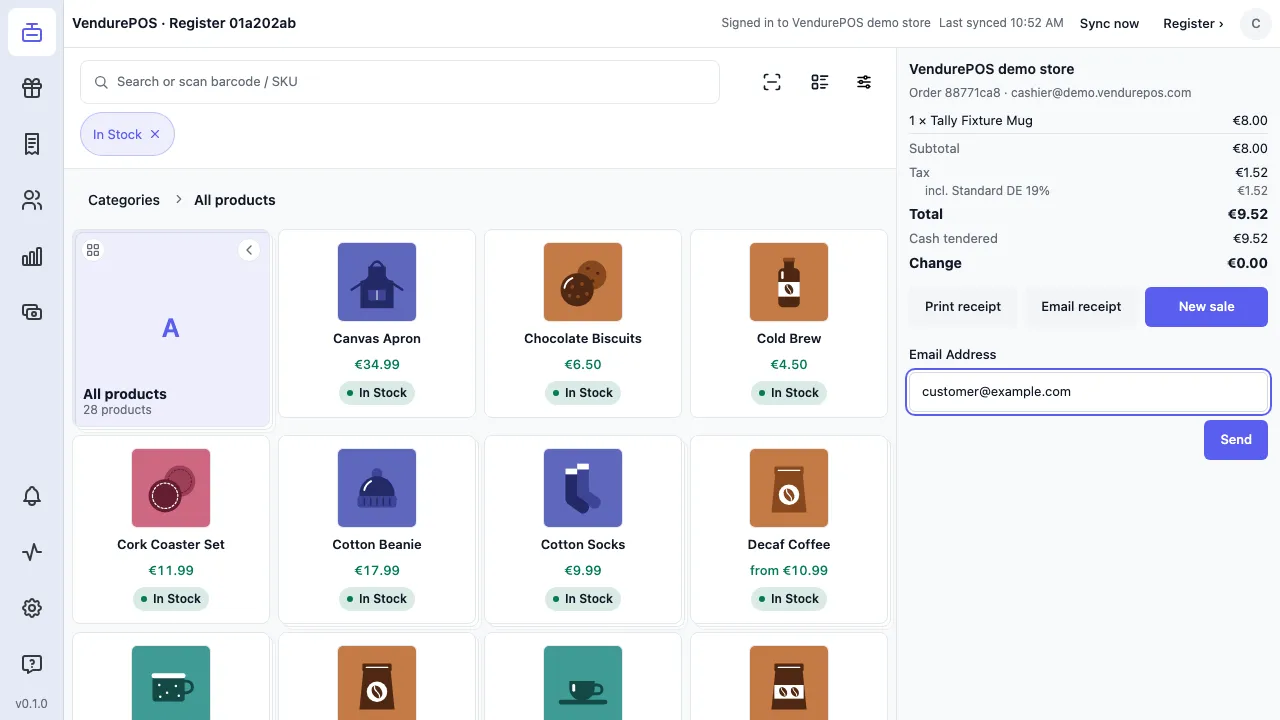 VendurePOS · Register 01a202ab
Signed in to VendurePOS demo store Last synced 10:52 AM Sync now Register › C
Search or scan barcode / SKU
In Stock ✕
Categories > All products
A
All products
28 products
Canvas Apron
€34.99
In Stock
Chocolate Biscuits
€6.50
In Stock
Cold Brew
€4.50
In Stock
Cork Coaster Set
€11.99
In Stock
Cotton Beanie
€17.99
In Stock
Cotton Socks
€9.99
In Stock
Decaf Coffee
from €10.99
In Stock
VendurePOS demo store
Order 88771ca8 · cashier@demo.vendurepos.com
1 × Tally Fixture Mug €8.00
Subtotal €8.00
Tax €1.52
incl. Standard DE 19% €1.52
Total €9.52
Cash tendered €9.52
Change €0.00
Print receipt Email receipt New sale
Email Address
customer@example.com
Send
v0.1.0